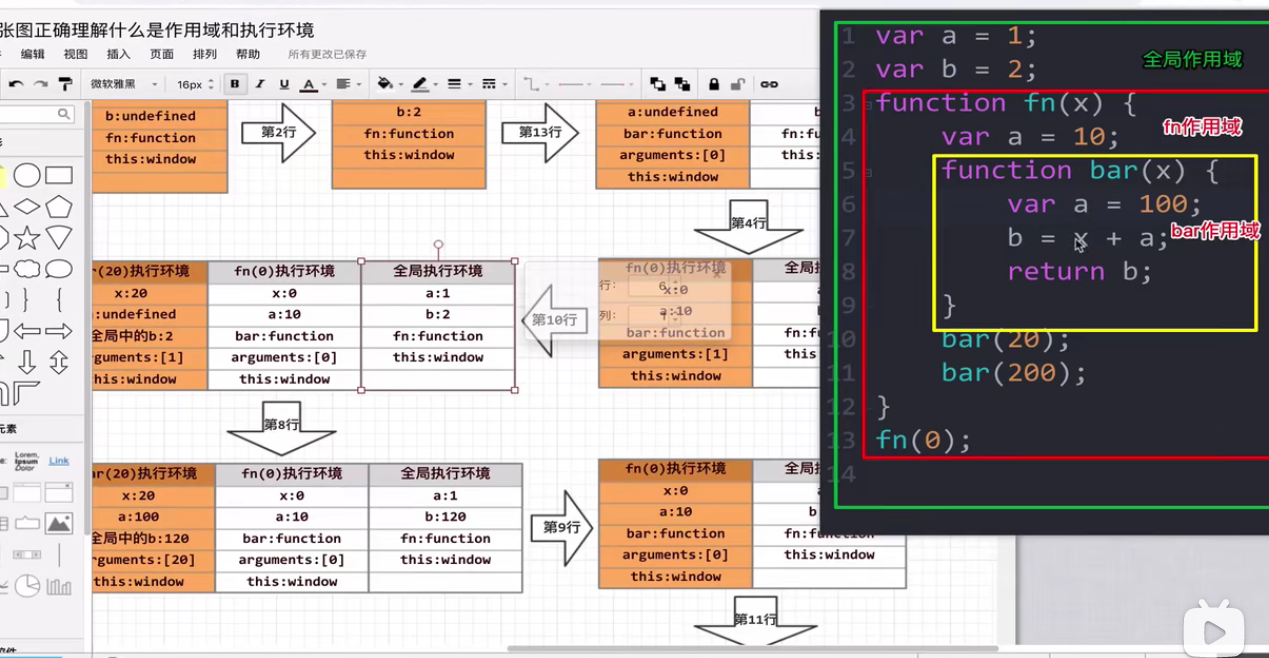 张图正确理解什么是作用域和执行环境
编辑 视图 插入 页面 排列 帮助 所有更改已保存
微软雅黑 16px B I U A
b:undefined
fn:function
this:window
第2行
b:2
fn:function
this:window
第13行
a:undefined
bar:function
arguments:[0]
this:window
第4行
r(20)执行环境 fn(0)执行环境 全局执行环境
x:20 x:0 a:1
:undefined a:10 b:2
全局中的b:2 bar:function fn:function
guments:[1] arguments:[0] this:window
his:window this:window
第10行
行: 6
列: 1
fn(0)执行环境 全局
x:0
a:10
bar:function
arguments:[1]
this:window
第8行
ar(20)执行环境 fn(0)执行环境 全局执行环境
x:20 x:0 a:1
a:100 a:10 b:120
全局中的b:120 bar:function fn:function
rguments:[20] arguments:[0] this:window
this:window this:window
第9行
fn(0)执行环境 全局
x:0
a:10
bar:function fn:function
arguments:[0] this:window
this:window
第11行
元素
Lorem,
Ipsum
Dolor
Link
1 var a = 1;
全局作用域
2 var b = 2;
3 function fn(x) {
4 var a = 10;
fn作用域
5 function bar(x) {
6 var a = 100;
7 b = x + a;
bar作用域
8 return b;
9 }
10 bar(20);
11 bar(200);
12 }
13 fn(0);
14